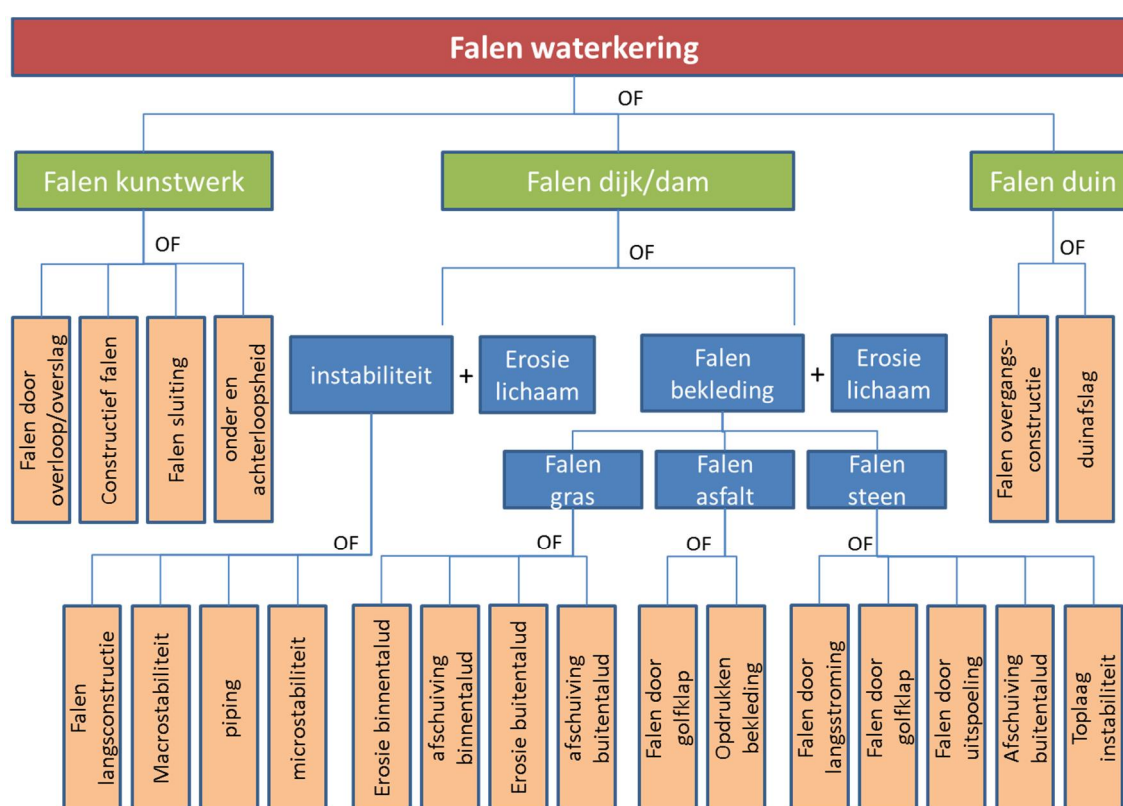 Falen waterkering
OF
Falen kunstwerk
Falen dijk/dam
Falen duin
OF
OF
OF
Falen door
overloop/overslag
Constructief falen
Falen sluiting
onder en
achterloopsheid
instabiliteit
+
Erosie
lichaam
Falen
bekleding
+
Erosie
lichaam
Falen overgangs-
constructie
duinafslag
Falen
gras
Falen
asfalt
Falen
steen
OF
OF
OF
OF
Falen
langsconstructie
Macrostabiliteit
piping
microstabiliteit
Erosie binnentalud
afschuiving
binnentalud
Erosie buitentalud
afschuiving
buitentalud
Falen door
golfklap
Opdrukken
bekleding
Falen door
langsstroming
Falen door
golfklap
Falen door
uitspoeling
Afschuiving
buitentalud
Toplaag
instabiliteit